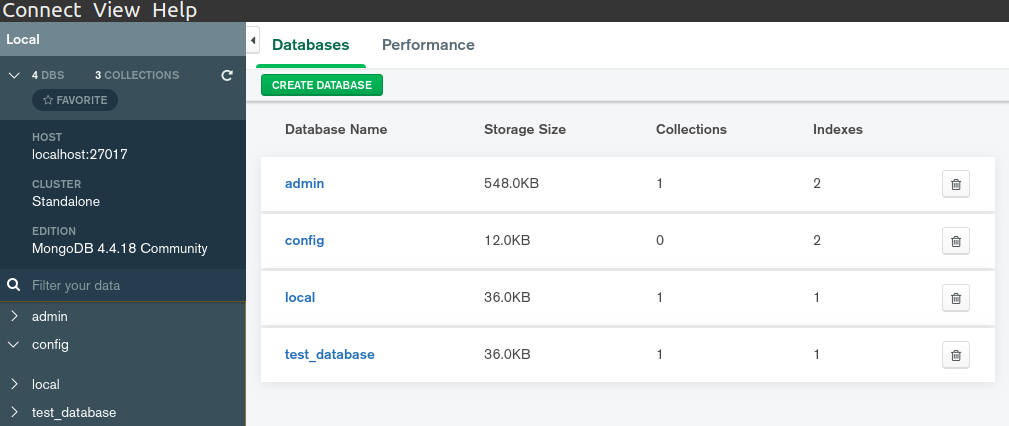 Connect View Help
Local
4 DBS 3 COLLECTIONS
FAVORITE
HOST
localhost:27017
CLUSTER
Standalone
EDITION
MongoDB 4.4.18 Community
Filter your data
admin
config
local
test_database
Databases Performance
CREATE DATABASE
Database Name Storage Size Collections Indexes
admin 548.0KB 1 2
config 12.0KB 0 2
local 36.0KB 1 1
test_database 36.0KB 1 1